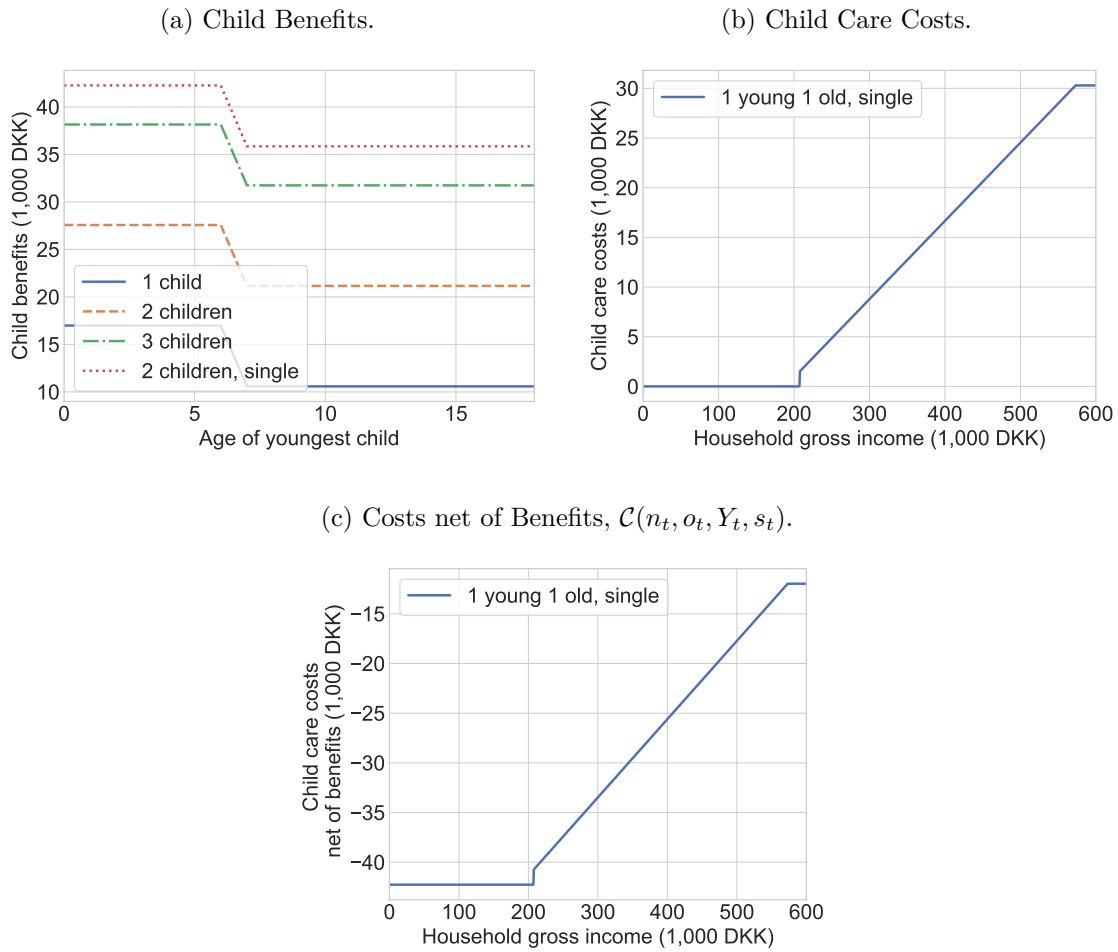 (a) Child Benefits.
Child benefits (1,000 DKK)
40
35
30
25
20
15
10
1 child
2 children
3 children
2 children, single
0 5 10 15
Age of youngest child
(b) Child Care Costs.
Child care costs (1,000 DKK)
30
25
20
15
10
5
0
1 young 1 old, single
0 100 200 300 400 500 600
Household gross income (1,000 DKK)
(c) Costs net of Benefits, 𝒞(nₜ, oₜ, Yₜ, sₜ).
Child care costs
net of benefits (1,000 DKK)
−15
−20
−25
−30
−35
−40
1 young 1 old, single
0 100 200 300 400 500 600
Household gross income (1,000 DKK)